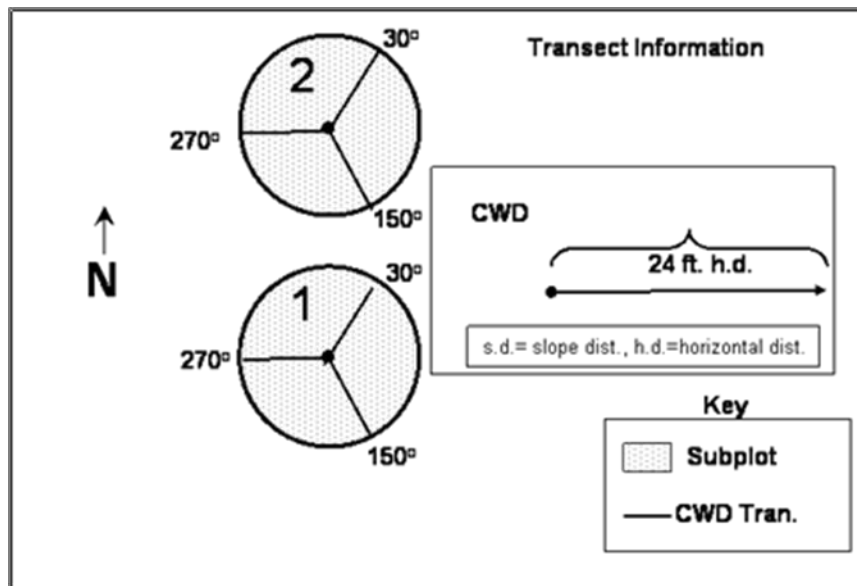 Transect Information
2
30°
270°
150°
N
1
30°
270°
150°
CWD
24 ft. h.d.
s.d.= slope dist., h.d.=horizontal dist.
Key
Subplot
CWD Tran.